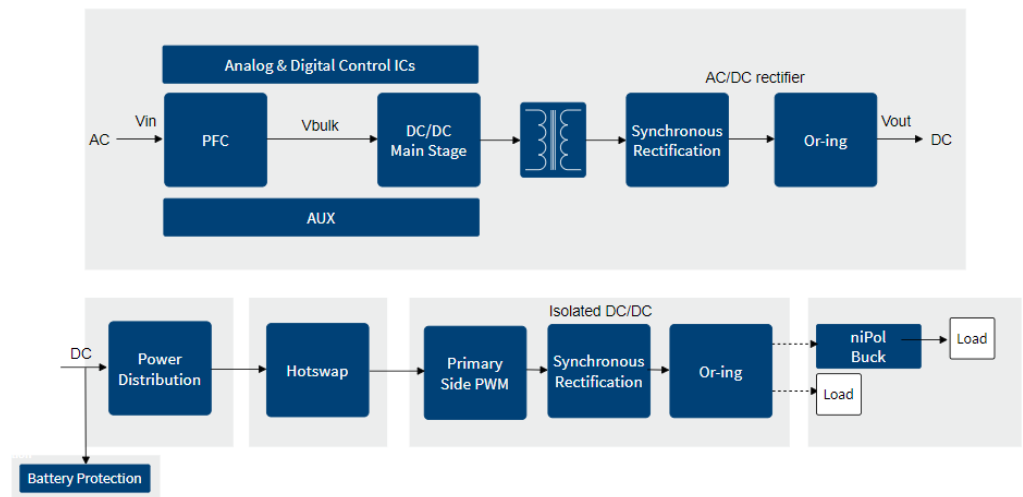 Analog & Digital Control ICs
AC/DC rectifier
AC
Vin
PFC
Vbulk
DC/DC
Main Stage
Synchronous
Rectification
Or-ing
Vout
DC
AUX
Isolated DC/DC
DC
Power
Distribution
Hotswap
Primary
Side PWM
Synchronous
Rectification
Or-ing
niPol
Buck
Load
Load
Battery Protection